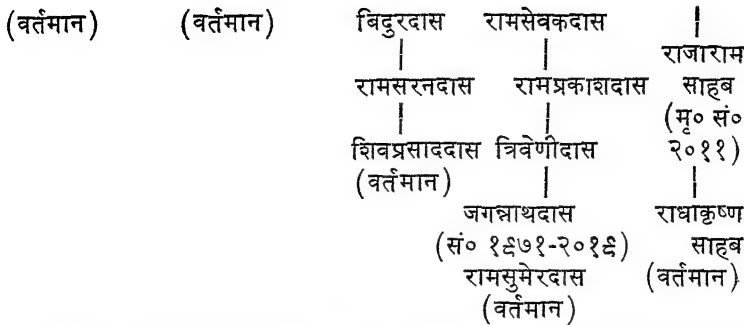 (वर्तमान) (वर्तमान) बिदुरदास रामसेवकदास
राजाराम
रामसरनदास रामप्रकाशदास साहब
(मृ० सं०
शिवप्रसाददास त्रिवेणीदास २०११)
(वर्तमान)
जगन्नाथदास राधाकृष्ण
(सं० १९७१-२०१९) साहब
रामसुमेरदास (वर्तमान)
(वर्तमान)